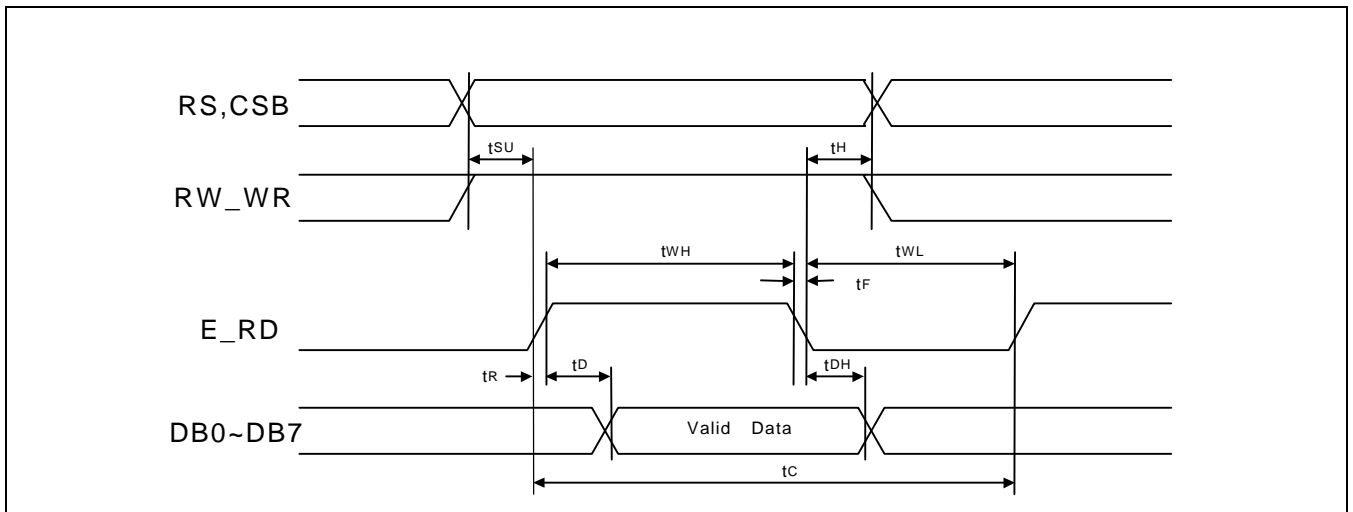 RS,CSB
tSU
tH
RW_WR
tWH
tWL
tF
E_RD
tR
tD
tDH
DB0~DB7
Valid Data
tC